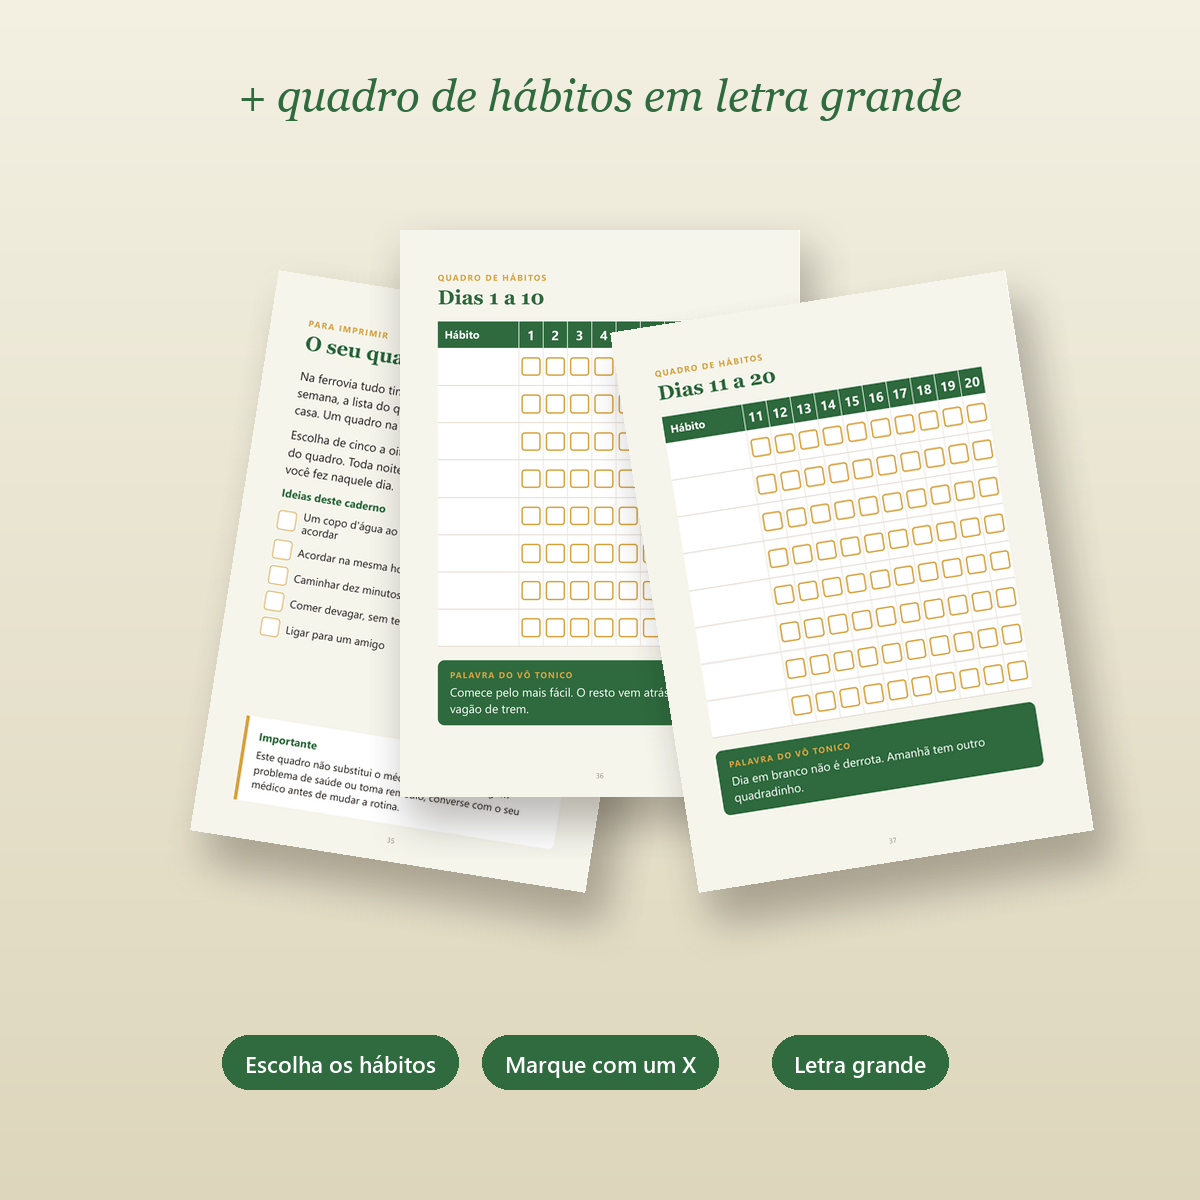 + quadro de hábitos em letra grande
PARA IMPRIMIR
O seu
Na ferrovia tudo
semana, a lista do
casa. Um quadro na
Escolha de cinco a
do quadro. Toda noite
você fez naquele dia.
Ideias deste caderno
Um copo d'água ao
acordar
Acordar na mesma
Caminhar dez minutos
Comer devagar, sem
Ligar para um amigo
Importante
Este quadro não substitui o
problema de saúde ou toma converse com o seu
médico antes de mudar a rotina.
35
QUADRO DE HÁBITOS
Dias 1 a 10
Hábito 1 2 3 4
PALAVRA DO VÔ TONICO
Comece pelo mais fácil. O resto vem atrás
vagão de trem.
36
QUADRO DE HÁBITOS
Dias 11 a 20
Hábito 11 12 13 14 15 16 17 18 19 20
PALAVRA DO VÔ TONICO
Dia em branco não é derrota. Amanhã tem outro
quadradinho.
37
Escolha os hábitos
Marque com um X
Letra grande